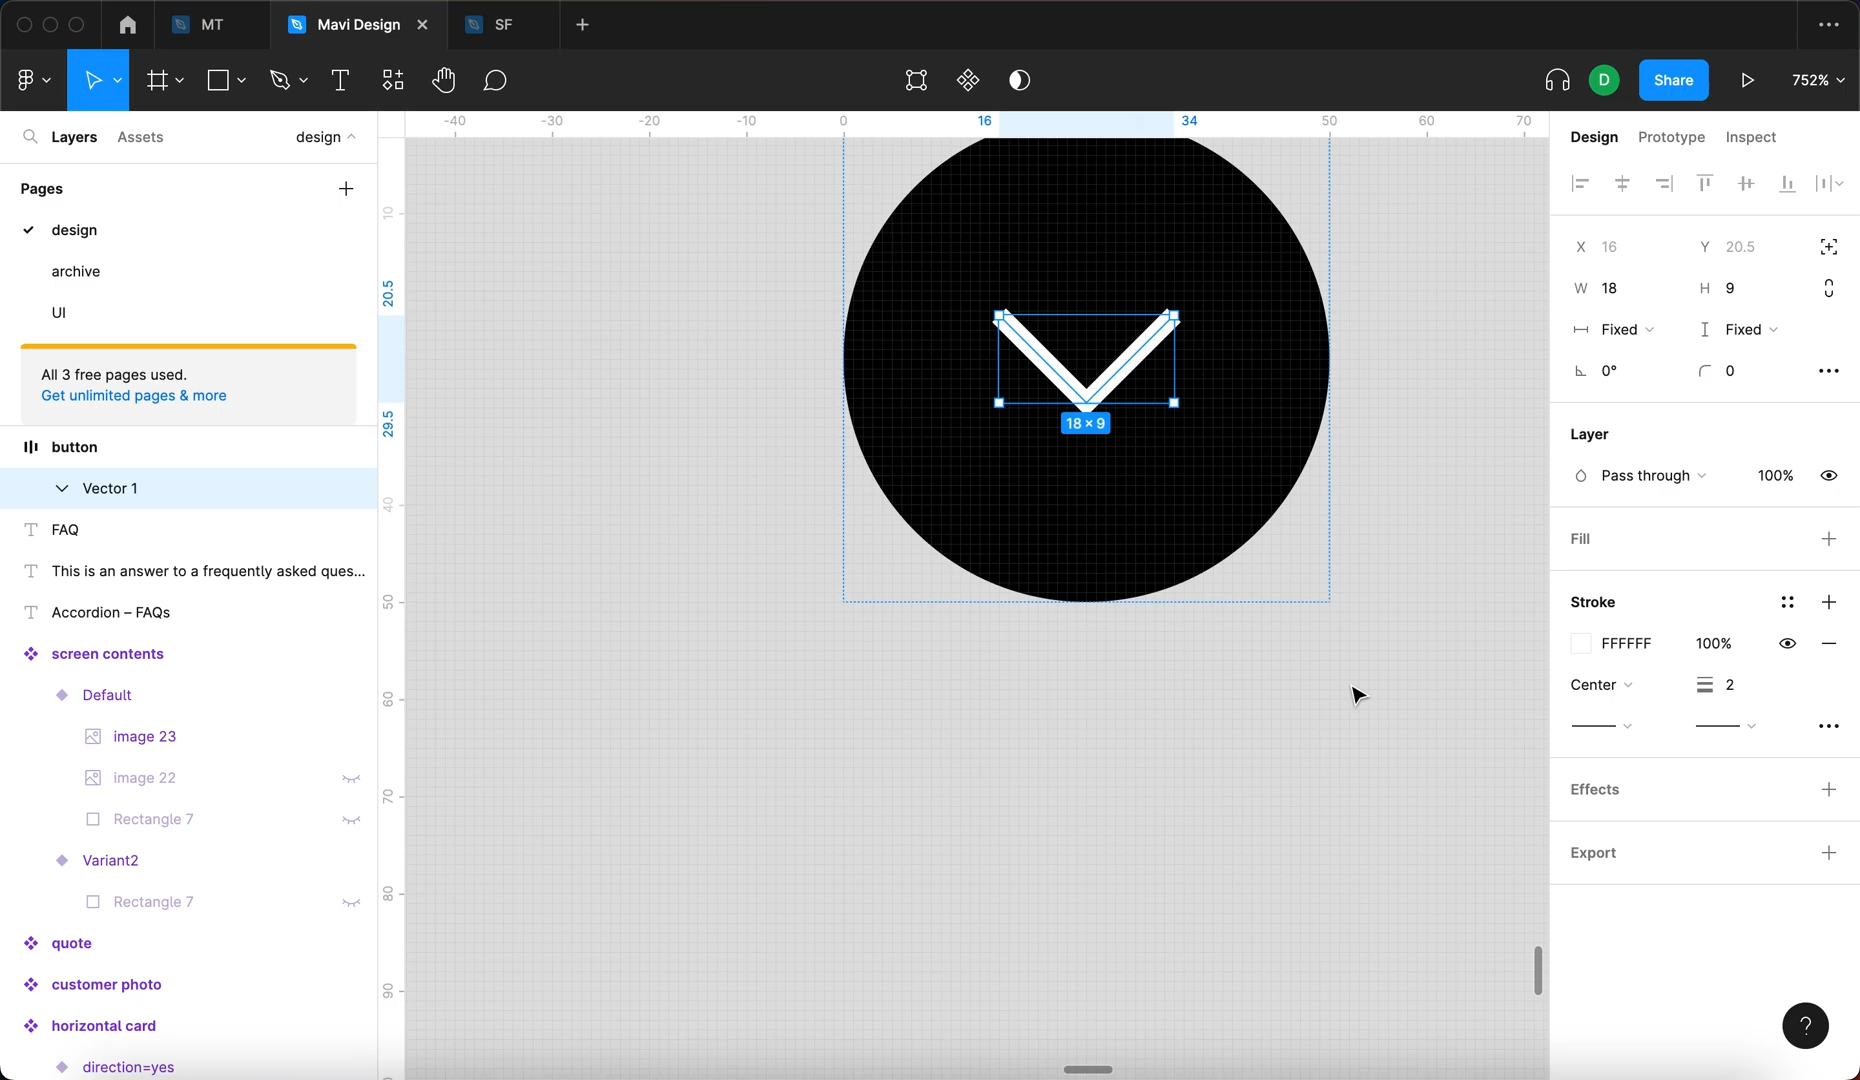 MT
Mavi Design
SF
D
Share
752%
Layers
Assets
design
-40
-30
-20
-10
0
16
34
50
60
70
Design
Prototype
Inspect
Pages
design
archive
UI
All 3 free pages used.
Get unlimited pages & more
button
Vector 1
FAQ
This is an answer to a frequently asked ques...
Accordion – FAQs
screen contents
Default
image 23
image 22
Rectangle 7
Variant2
Rectangle 7
quote
customer photo
horizontal card
direction=yes
10
20.5
29.5
40
50
60
70
80
90
18 × 9
X 16
Y 20.5
W 18
H 9
Fixed
Fixed
0°
0
Layer
Pass through
100%
Fill
Stroke
FFFFFF
100%
Center
2
Effects
Export
?